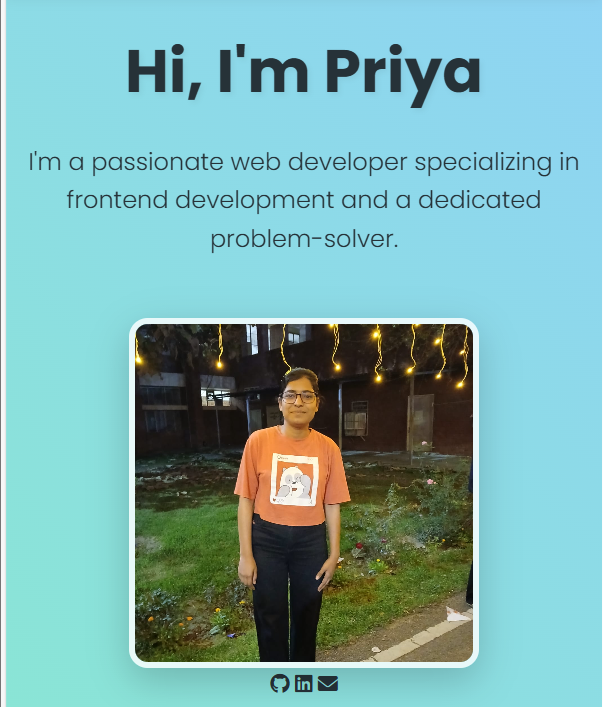 Hi, I'm Priya
I'm a passionate web developer specializing in
frontend development and a dedicated
problem-solver.